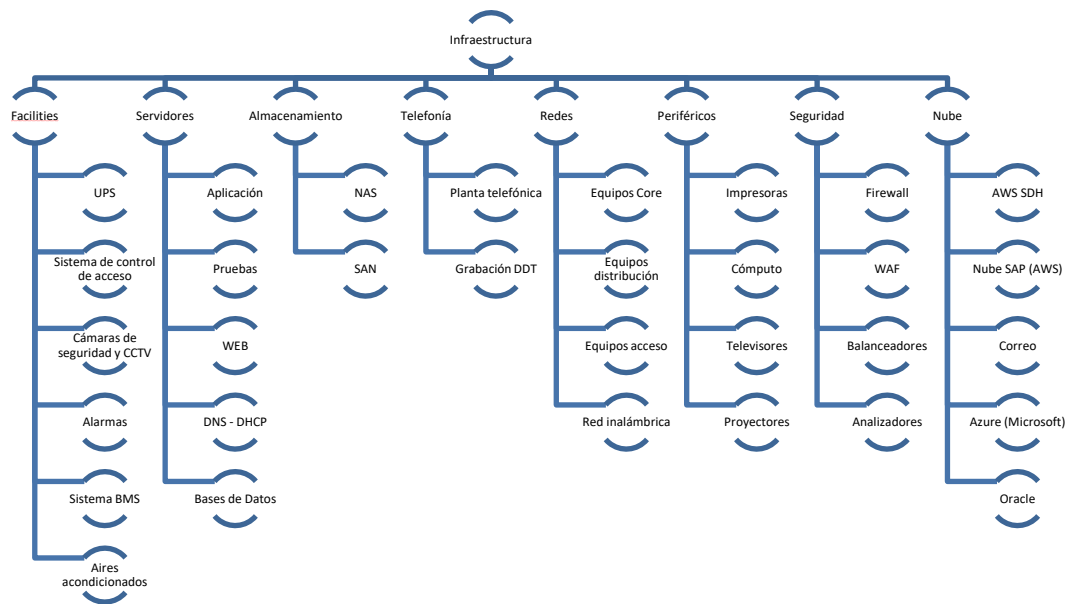 Infraestructura
Facilities
Servidores
Almacenamiento
Telefonía
Redes
Periféricos
Seguridad
Nube
UPS
Aplicación
NAS
Planta telefónica
Equipos Core
Impresoras
Firewall
AWS SDH
Sistema de control
de acceso
Pruebas
SAN
Grabación DDT
Equipos
distribución
Cómputo
WAF
Nube SAP (AWS)
Cámaras de
seguridad y CCTV
WEB
Equipos acceso
Televisores
Balanceadores
Correo
Alarmas
DNS - DHCP
Red inalámbrica
Proyectores
Analizadores
Azure (Microsoft)
Sistema BMS
Bases de Datos
Oracle
Aires
acondicionados